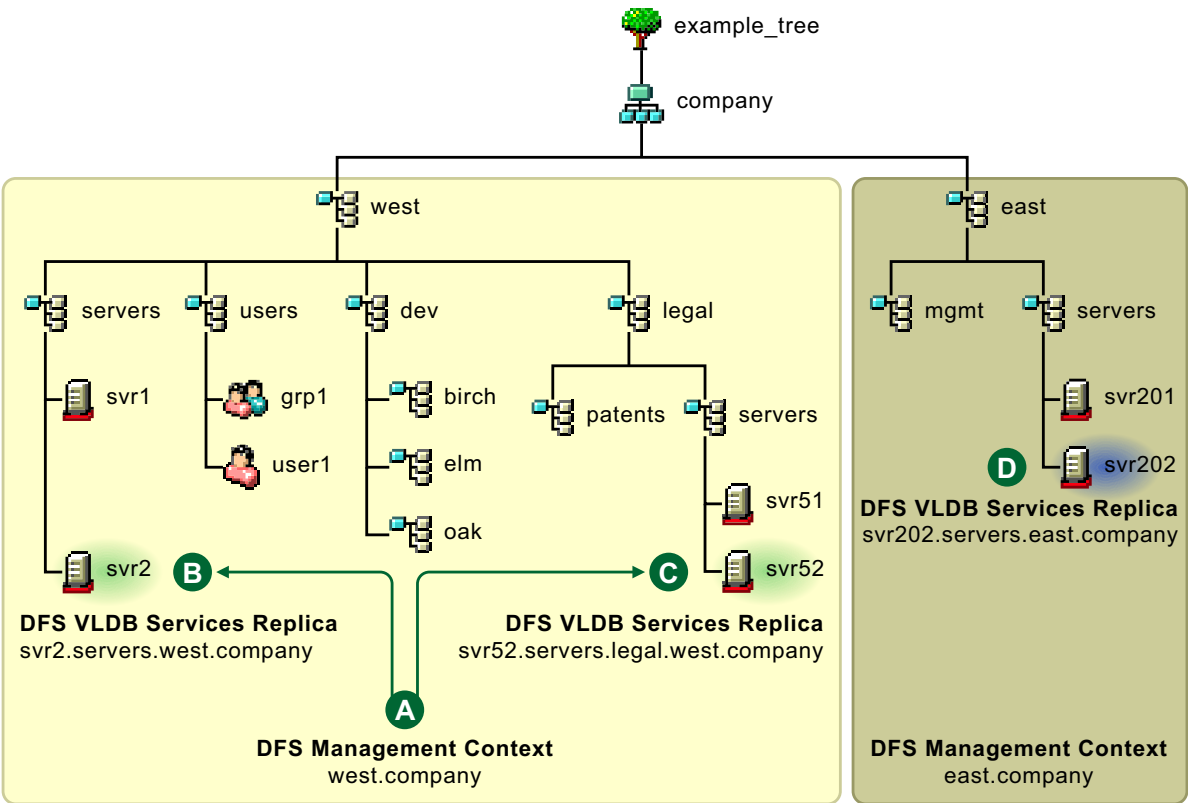 example_tree
company
west
east
servers
users
dev
legal
mgmt
servers
svr1
grp1
birch
patents
servers
svr201
user1
elm
D
svr202
svr51
DFS VLDB Services Replica
svr202.servers.east.company
oak
svr2
B
C
svr52
DFS VLDB Services Replica
svr2.servers.west.company
DFS VLDB Services Replica
svr52.servers.legal.west.company
A
DFS Management Context
west.company
DFS Management Context
east.company